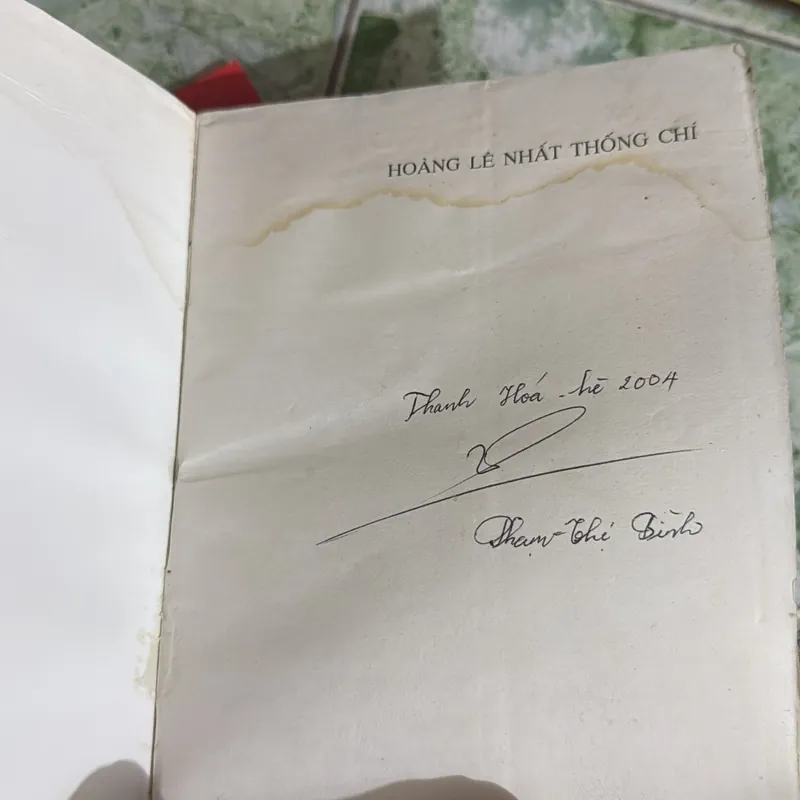 HOÀNG LÊ NHẤT THỐNG CHÍ
Thanh Hoá - hè 2004
Phạm Thị Bình